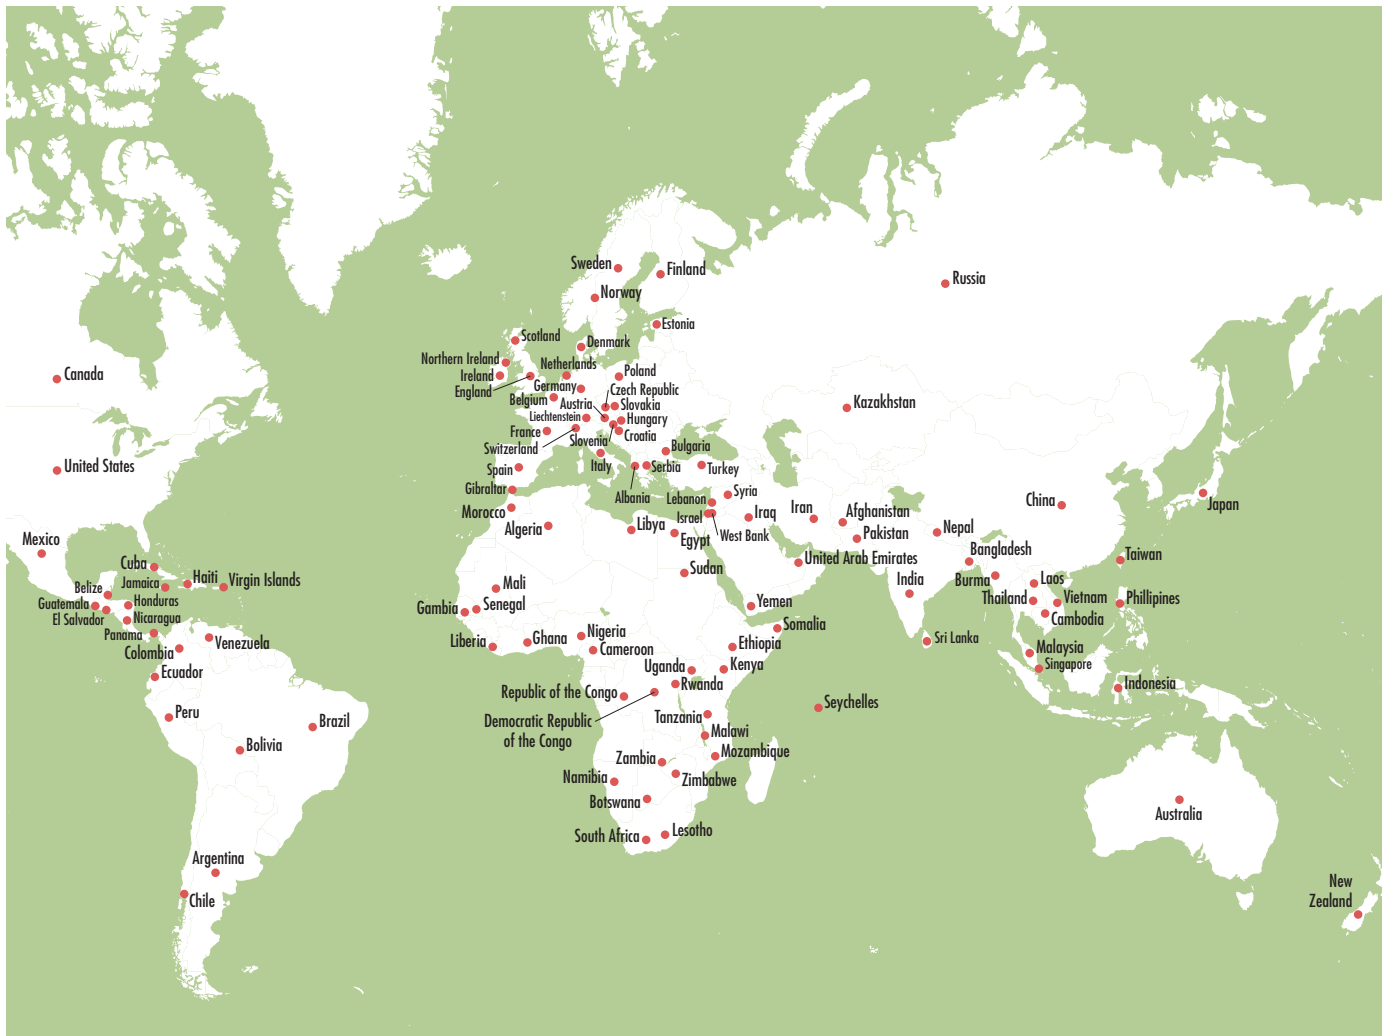 Sweden
Finland
Russia
Norway
Estonia
Scotland
Denmark
Northern Ireland
Netherlands
Canada
Ireland
Poland
England
Germany
Czech Republic
Belgium
Austria
Slovakia
Kazakhstan
Liechtenstein
Hungary
France
Croatia
Switzerland
Slovenia
Bulgaria
United States
Spain
Italy
Serbia
Turkey
Gibraltar
Albania
Lebanon
Syria
China
Japan
Morocco
Iran
Afghanistan
Algeria
Libya
Israel
Iraq
Nepal
Mexico
Egypt
West Bank
Pakistan
Bangladesh
Taiwan
Cuba
United Arab Emirates
Sudan
India
Burma
Laos
Jamaica
Haiti
Virgin Islands
Mali
Belize
Guatemala
Honduras
Gambia
Senegal
Yemen
Thailand
Vietnam
Phillipines
El Salvador
Nicaragua
Cambodia
Panama
Somalia
Venezuela
Liberia
Ghana
Nigeria
Ethiopia
Sri Lanka
Colombia
Cameroon
Malaysia
Ecuador
Uganda
Kenya
Singapore
Republic of the Congo
Rwanda
Indonesia
Peru
Brazil
Democratic Republic
of the Congo
Tanzania
Seychelles
Bolivia
Malawi
Zambia
Mozambique
Namibia
Zimbabwe
Botswana
Australia
South Africa
Lesotho
Argentina
Chile
New
Zealand